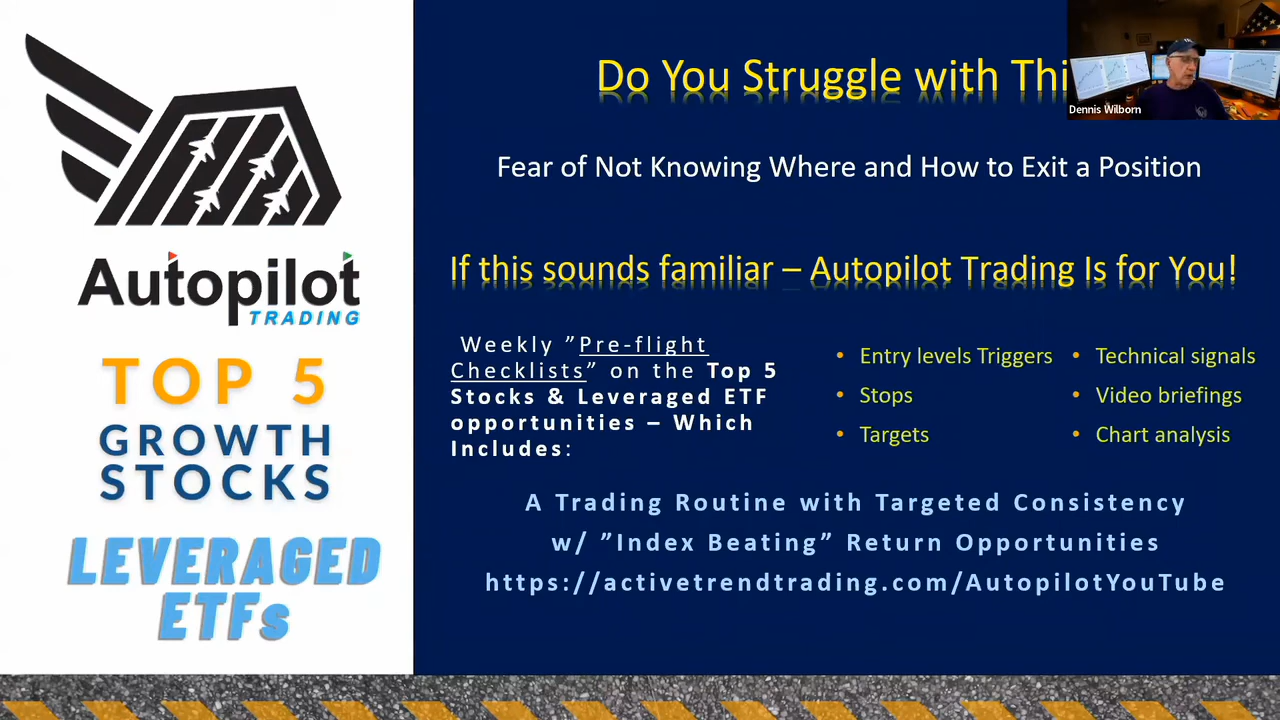 Do You Struggle with Thi
Dennis Wilborn
Fear of Not Knowing Where and How to Exit a Position
If this sounds familiar – Autopilot Trading Is for You!
Autopilot
TRADING
TOP 5
GROWTH
STOCKS
LEVERAGED
ETFs
Weekly ”Pre-flight
Checklists” on the Top 5
Stocks & Leveraged ETF
opportunities – Which
Includes:
• Entry levels Triggers
• Stops
• Targets
• Technical signals
• Video briefings
• Chart analysis
A Trading Routine with Targeted Consistency
w/ ”Index Beating” Return Opportunities
https://activetrendtrading.com/AutopilotYouTube